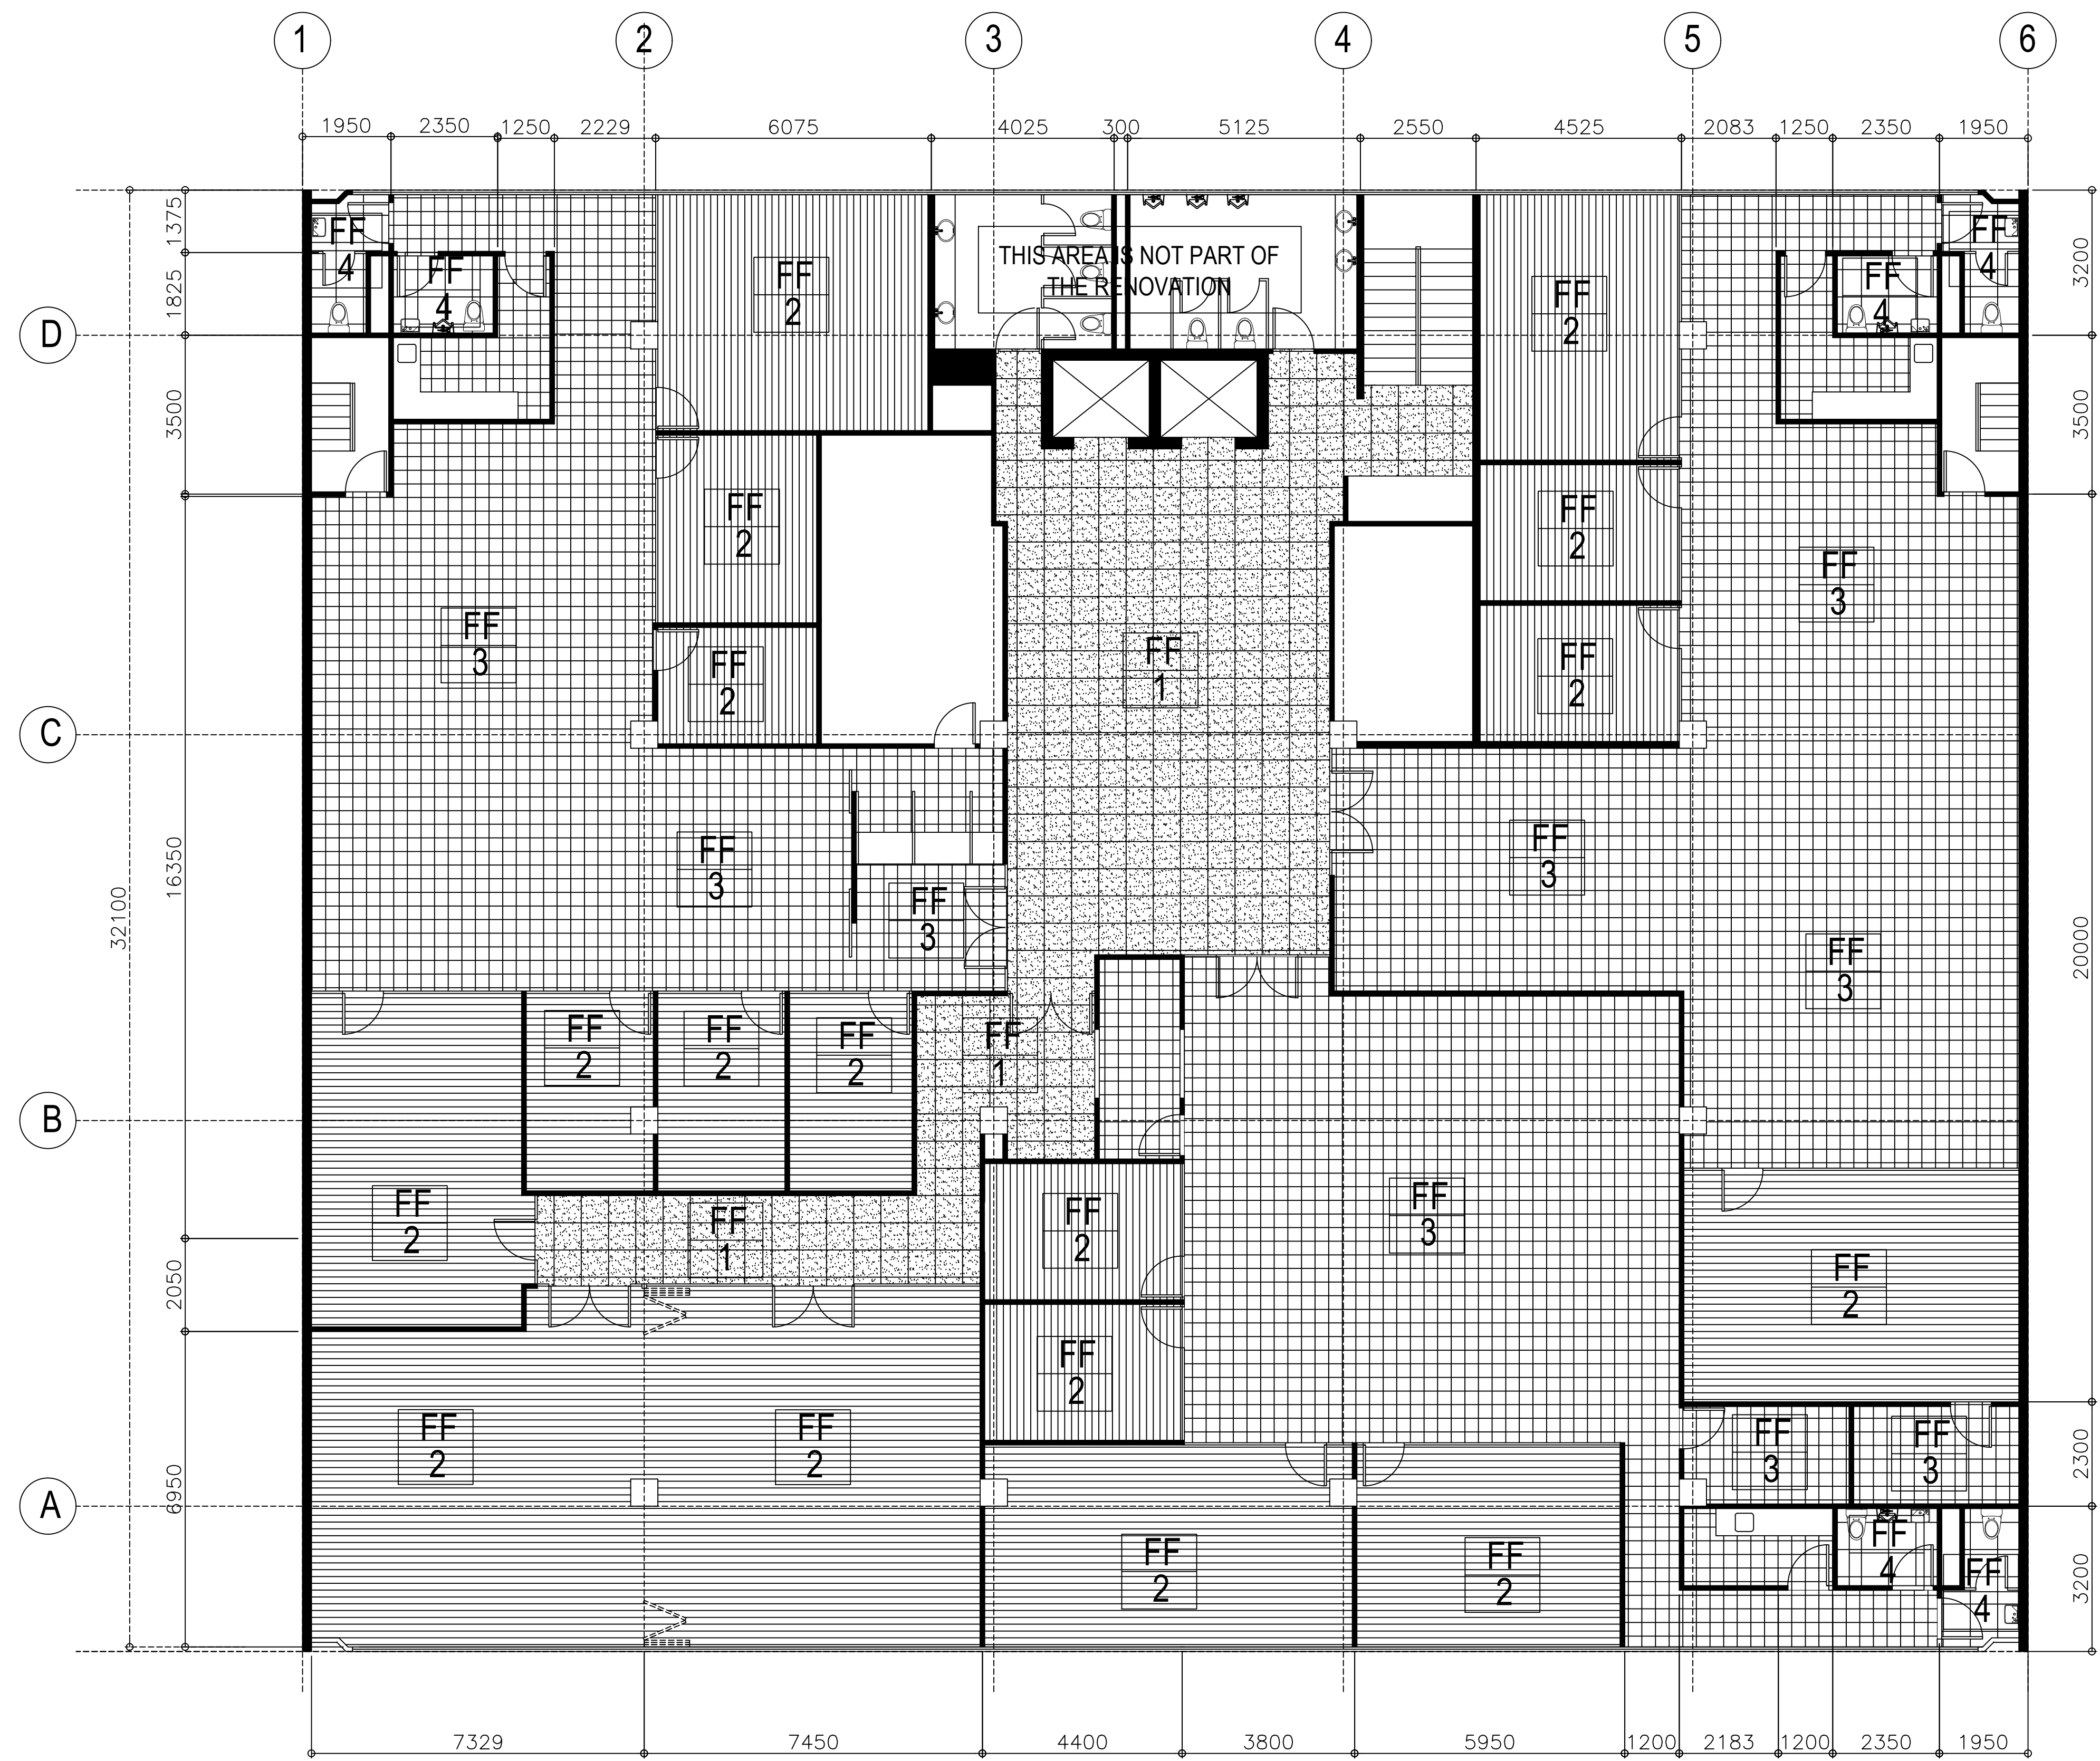 1 2 3 4 5 6
1950 2350 1250 2229 6075 4025 300 5125 2550 4525 2083 1250 2350 1950
1375
FF
4
FF
4
1825
THIS AREA IS NOT PART OF
THE RENOVATION
FF
2
FF
2
FF
4
FF
4
3200
D
3500
3500
FF
2
FF
2
FF
3
FF
3
FF
2
FF
1
FF
2
C
32100
16350
FF
3
FF
3
FF
3
FF
3
20000
FF
2
FF
2
FF
2
FF
1
B
FF
2
FF
1
FF
2
FF
3
FF
2
2050
FF
2
FF
2
FF
2
FF
3
FF
3
2300
A
6950
FF
2
FF
2
FF
4
FF
4
3200
7329 7450 4400 3800 5950 1200 2183 1200 2350 1950